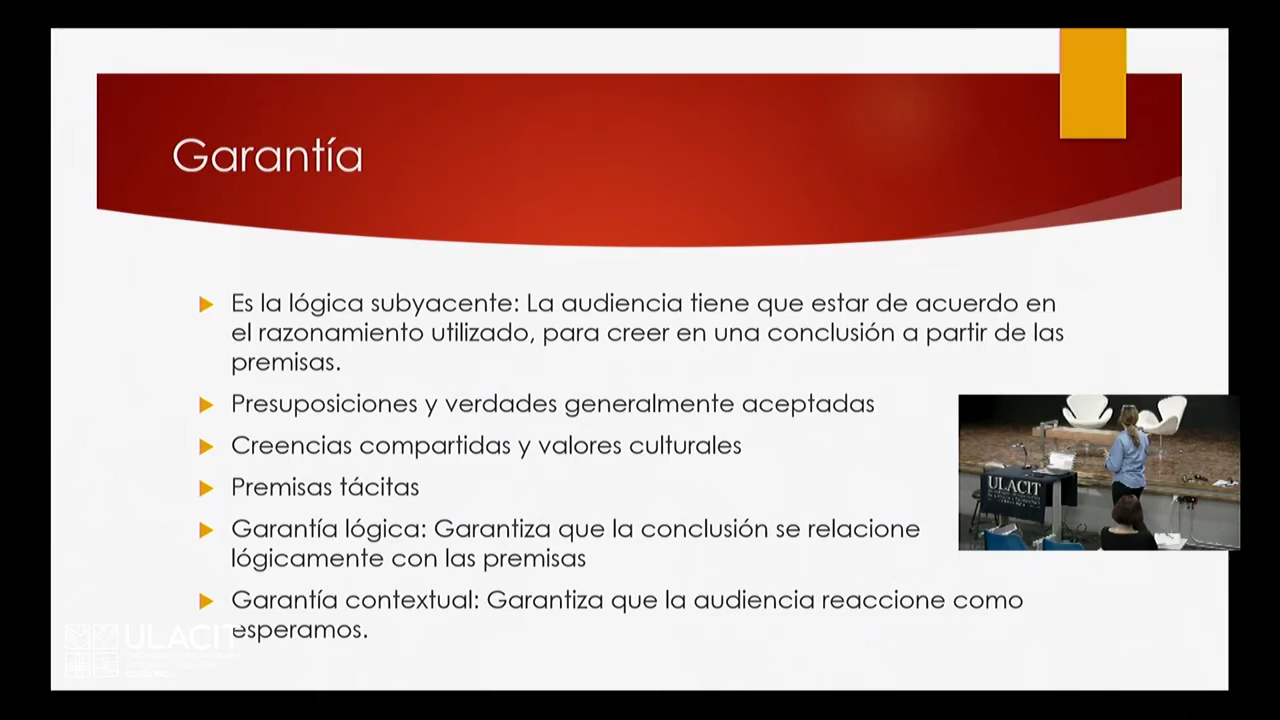 Garantía
Es la lógica subyacente: La audiencia tiene que estar de acuerdo en
el razonamiento utilizado, para creer en una conclusión a partir de las
premisas.
Presuposiciones y verdades generalmente aceptadas
Creencias compartidas y valores culturales
Premisas tácitas
Garantía lógica: Garantiza que la conclusión se relacione
lógicamente con las premisas
Garantía contextual: Garantiza que la audiencia reaccione como
esperamos.
ULACIT
ULACIT